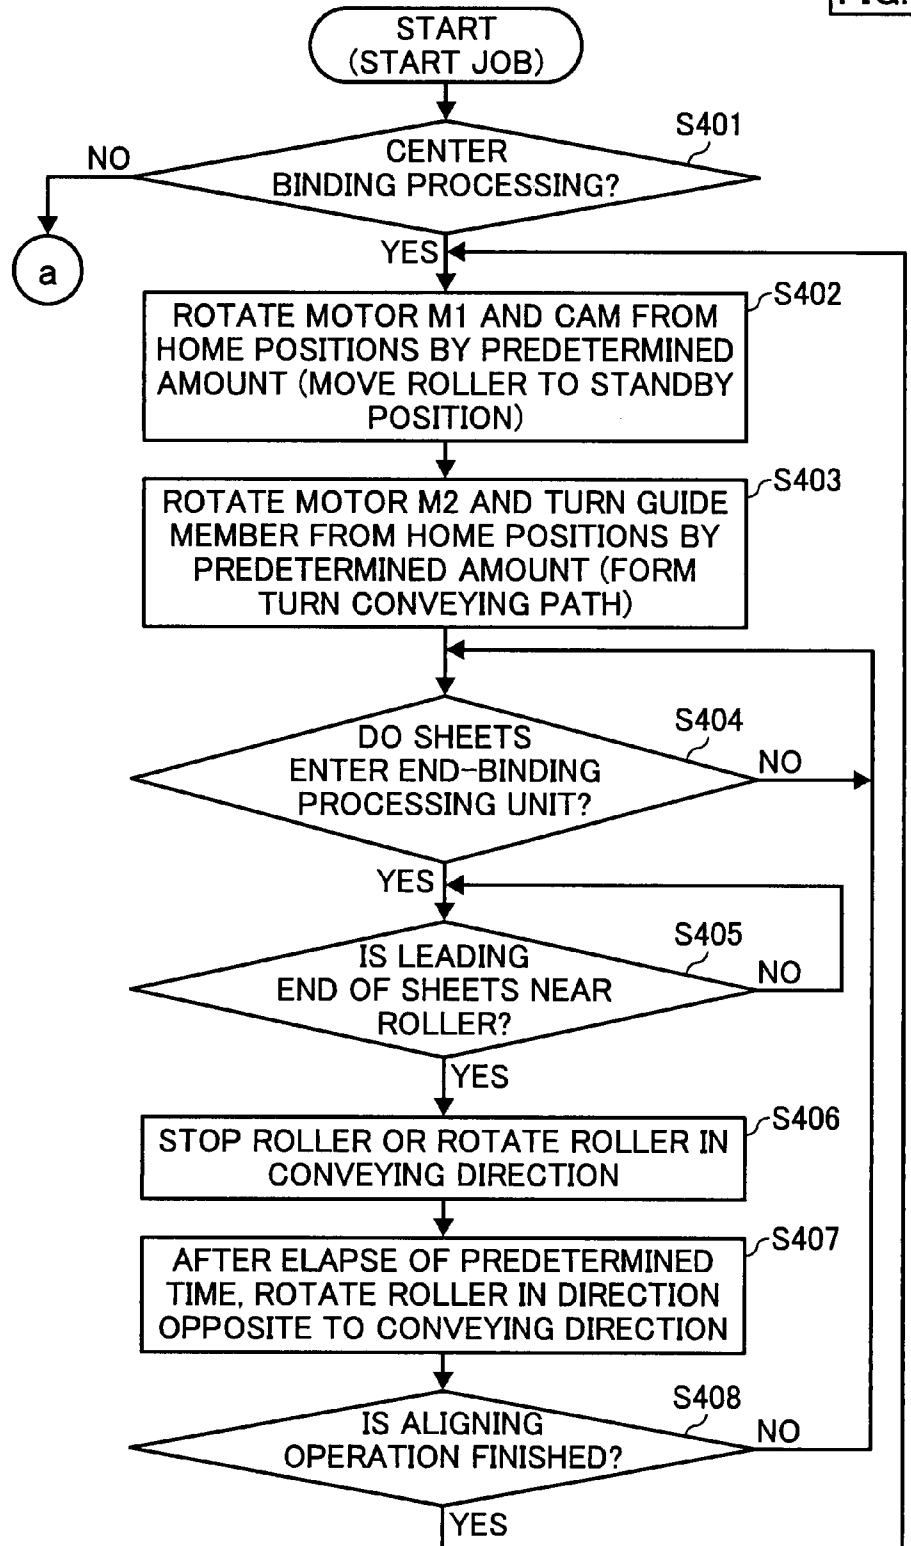 FIG.
START
(START JOB)
S401
NO
CENTER
BINDING PROCESSING?
a
YES
S402
ROTATE MOTOR M1 AND CAM FROM
HOME POSITIONS BY PREDETERMINED
AMOUNT (MOVE ROLLER TO STANDBY
POSITION)
S403
ROTATE MOTOR M2 AND TURN GUIDE
MEMBER FROM HOME POSITIONS BY
PREDETERMINED AMOUNT (FORM
TURN CONVEYING PATH)
S404
DO SHEETS
ENTER END-BINDING
PROCESSING UNIT?
NO
YES
S405
IS LEADING
END OF SHEETS NEAR
ROLLER?
NO
YES
S406
STOP ROLLER OR ROTATE ROLLER IN
CONVEYING DIRECTION
S407
AFTER ELAPSE OF PREDETERMINED
TIME, ROTATE ROLLER IN DIRECTION
OPPOSITE TO CONVEYING DIRECTION
S408
IS ALIGNING
OPERATION FINISHED?
NO
YES